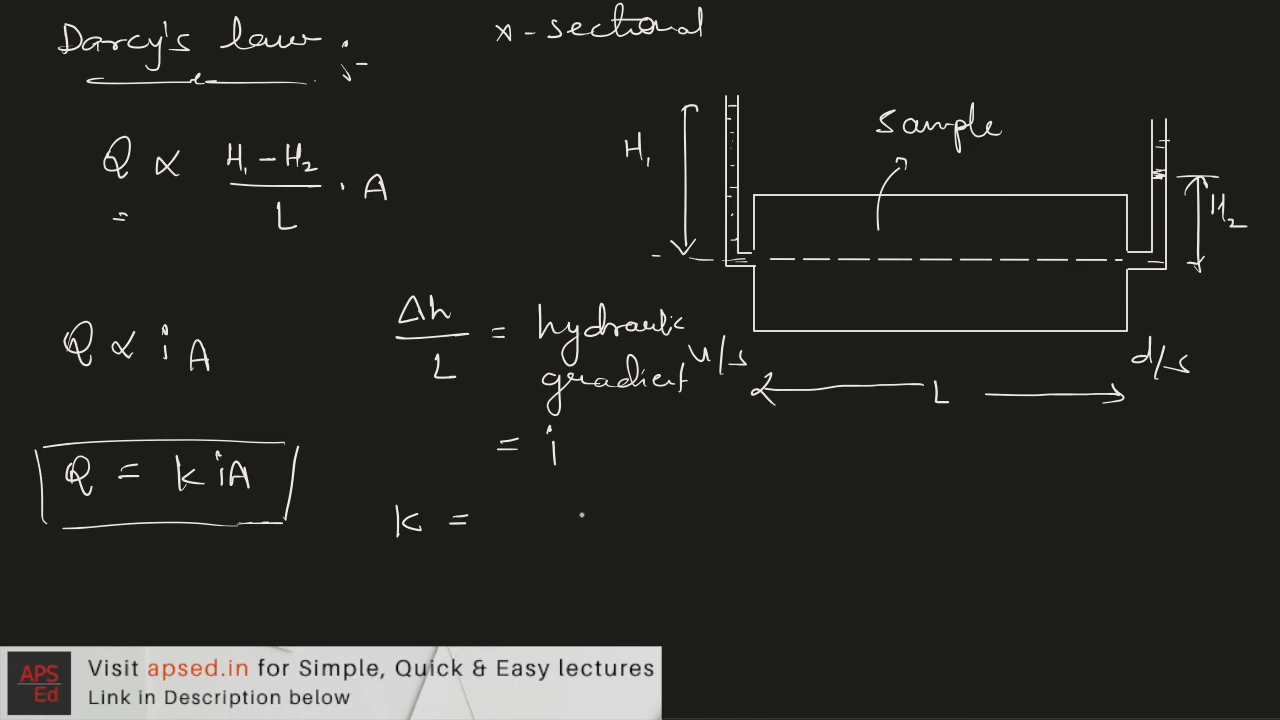 Darcy's law :-
x - sectional
Q ∝ H₁ - H₂ / L · A
sample
H₁
H₂
Q ∝ i A
Δh / L = hydraulic gradient
= i
u/s
d/s
L
Q = k i A
k =
APS Ed
Visit apsed.in for Simple, Quick & Easy lectures
Link in Description below